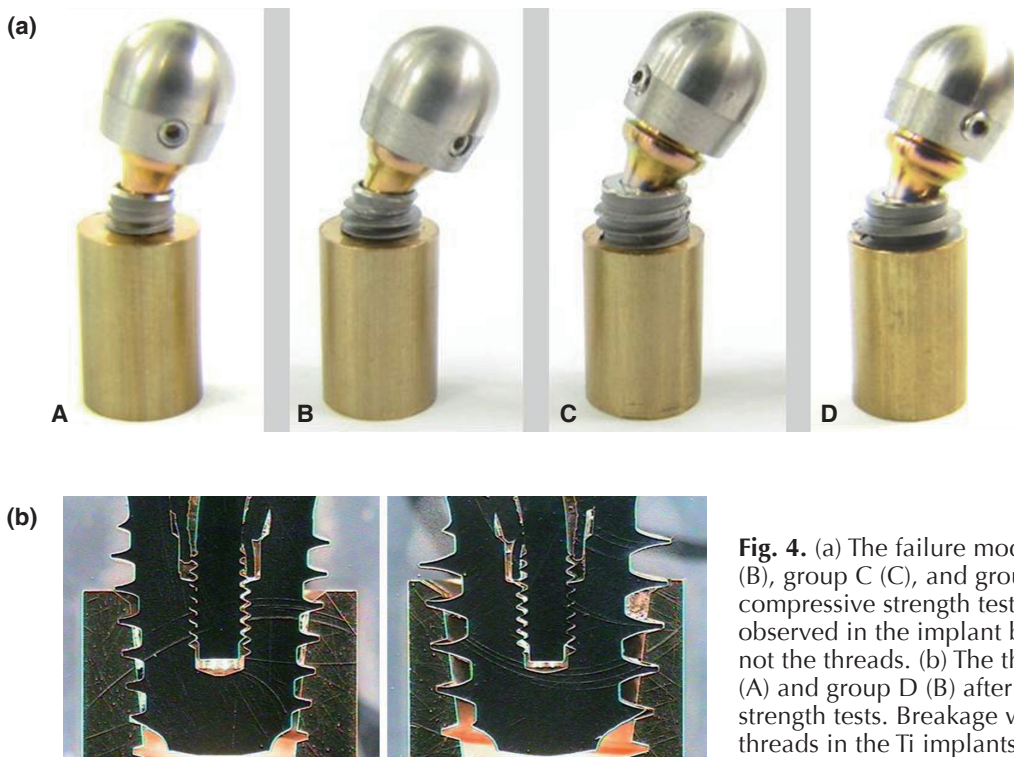 (a)
A
B
C
D
(b)
Fig. 4. (a) The failure mod
(B), group C (C), and grou
compressive strength test
observed in the implant b
not the threads. (b) The th
(A) and group D (B) after
strength tests. Breakage w
threads in the Ti implants